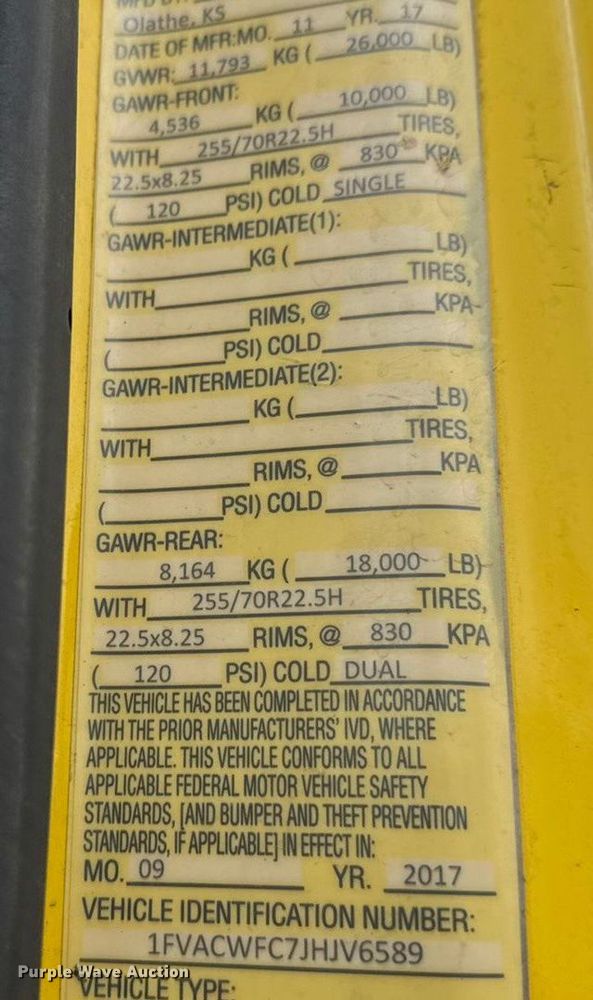 MFD BY:
Olathe, KS
DATE OF MFR:MO. 11 YR. 17
GVWR: 11,793 KG ( 26,000 LB)
GAWR-FRONT:
4,536 KG ( 10,000 LB)
WITH 255/70R22.5H TIRES,
22.5x8.25 RIMS, @ 830 KPA
( 120 PSI) COLD SINGLE
GAWR-INTERMEDIATE(1):
KG ( LB)
WITH TIRES,
RIMS, @ KPA
( PSI) COLD
GAWR-INTERMEDIATE(2):
KG ( LB)
WITH TIRES,
RIMS, @ KPA
( PSI) COLD
GAWR-REAR:
8,164 KG ( 18,000 LB)
WITH 255/70R22.5H TIRES,
22.5x8.25 RIMS, @ 830 KPA
( 120 PSI) COLD DUAL
THIS VEHICLE HAS BEEN COMPLETED IN ACCORDANCE
WITH THE PRIOR MANUFACTURERS' IVD, WHERE
APPLICABLE. THIS VEHICLE CONFORMS TO ALL
APPLICABLE FEDERAL MOTOR VEHICLE SAFETY
STANDARDS, [AND BUMPER AND THEFT PREVENTION
STANDARDS, IF APPLICABLE] IN EFFECT IN:
MO. 09 YR. 2017
VEHICLE IDENTIFICATION NUMBER:
1FVACWFC7JHJV6589
Purple Wave Auction
VEHICLE TYPE: